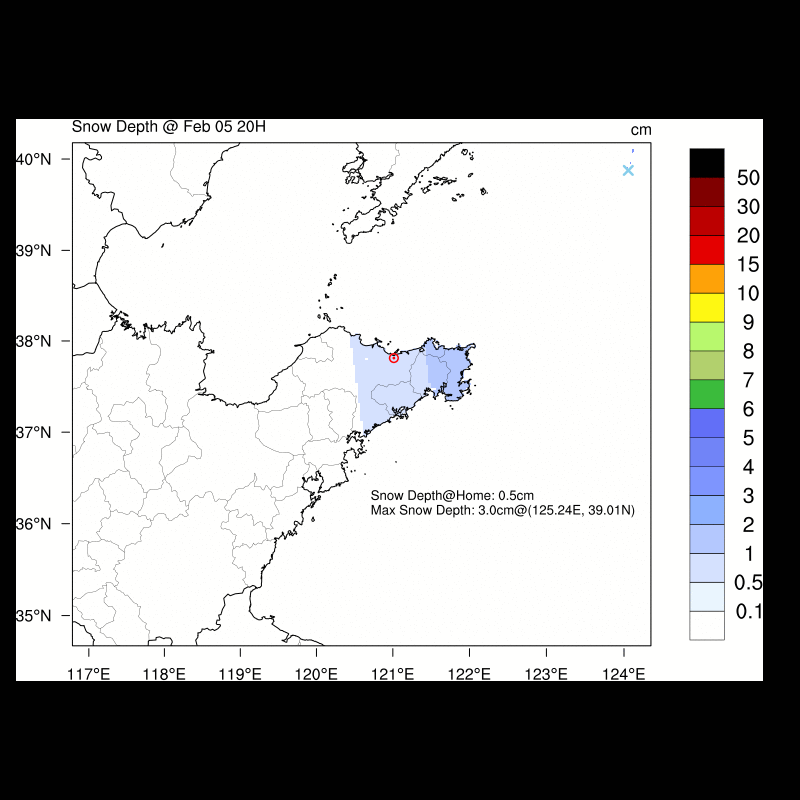 Snow Depth @ Feb 05 20H
cm
40°N
39°N
38°N
37°N
36°N
35°N
Snow Depth@Home: 0.5cm
Max Snow Depth: 3.0cm@(125.24E, 39.01N)
117°E 118°E 119°E 120°E 121°E 122°E 123°E 124°E
50
30
20
15
10
9
8
7
6
5
4
3
2
1
0.5
0.1